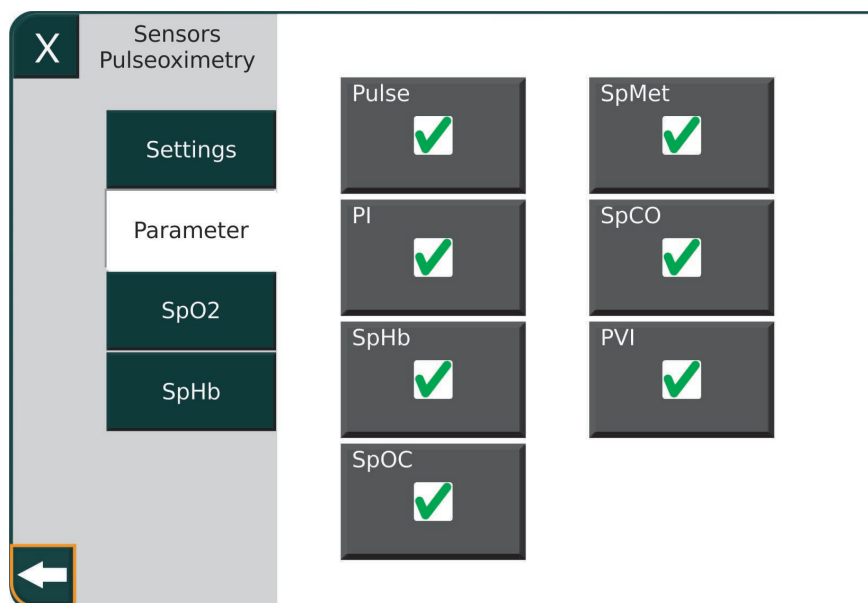 X
Sensors
Pulseoximetry
Settings
Parameter
SpO2
SpHb
Pulse
SpMet
PI
SpCO
SpHb
PVI
SpOC